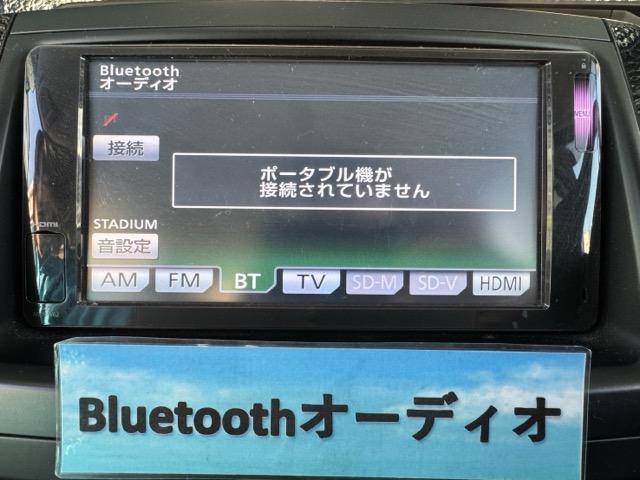 Bluetooth
オーディオ
接続
ポータブル機が
接続されていません
MENU
STADIUM
音設定
AM FM BT TV SD-M SD-V HDMI
Bluetoothオーディオ